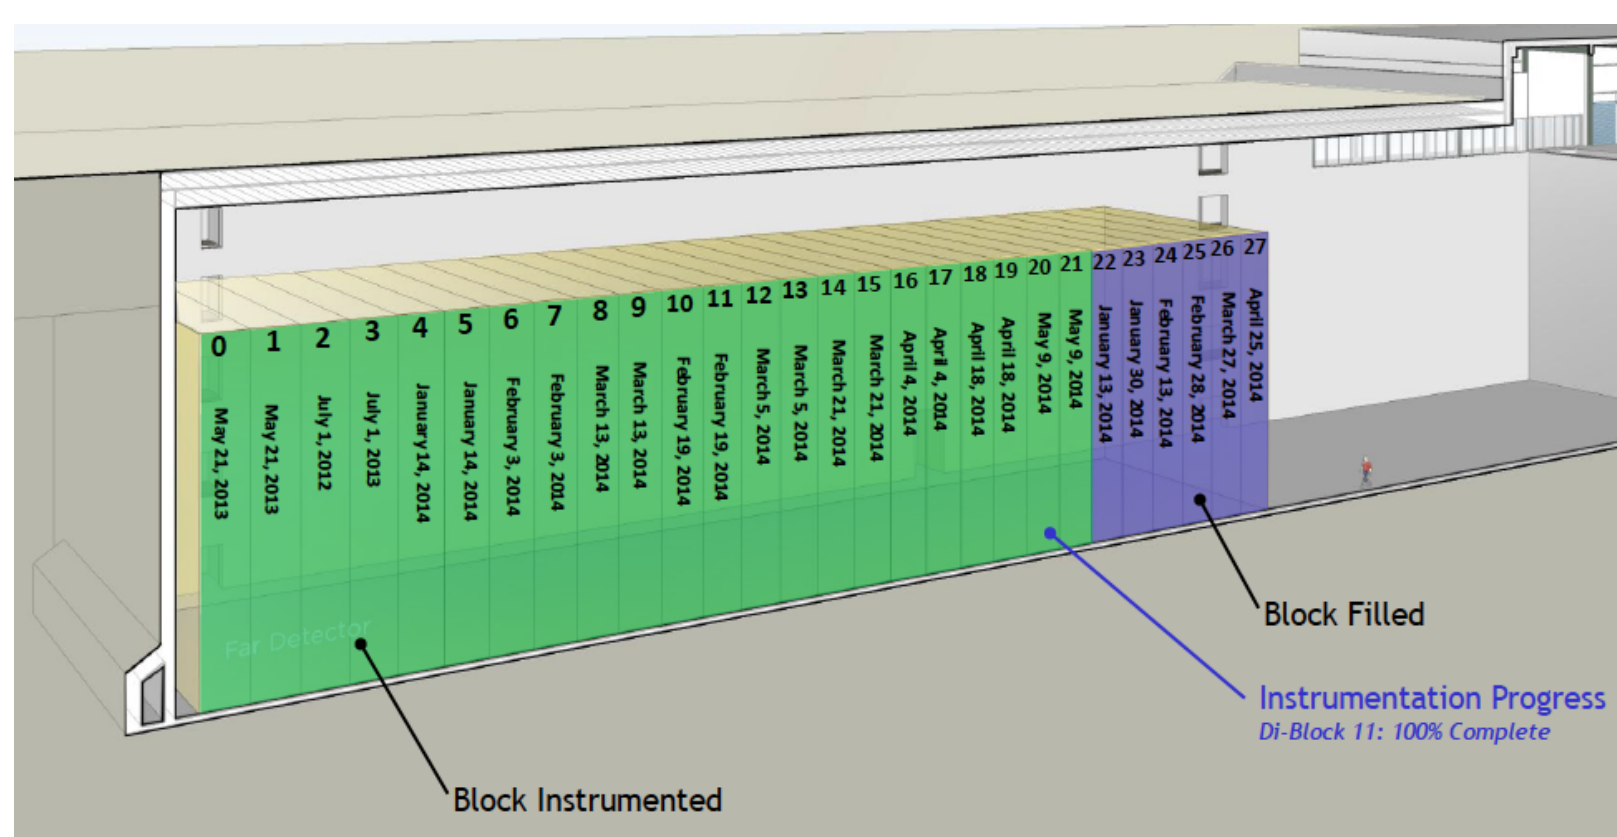 0
May 21, 2013
1
May 21, 2013
2
July 1, 2012
3
July 1, 2013
4
January 14, 2014
5
January 14, 2014
6
February 3, 2014
7
February 3, 2014
8
March 13, 2014
9
March 13, 2014
10
February 19, 2014
11
February 19, 2014
12
March 5, 2014
13
March 5, 2014
14
March 21, 2014
15
March 21, 2014
16
April 4, 2014
17
April 4, 2014
18
April 18, 2014
19
April 18, 2014
20
May 9, 2014
21
May 9, 2014
22
January 13, 2014
23
January 30, 2014
24
February 13, 2014
25
February 28, 2014
26
March 27, 2014
27
April 25, 2014
Far Detector
Block Filled
Instrumentation Progress
Di-Block 11: 100% Complete
Block Instrumented